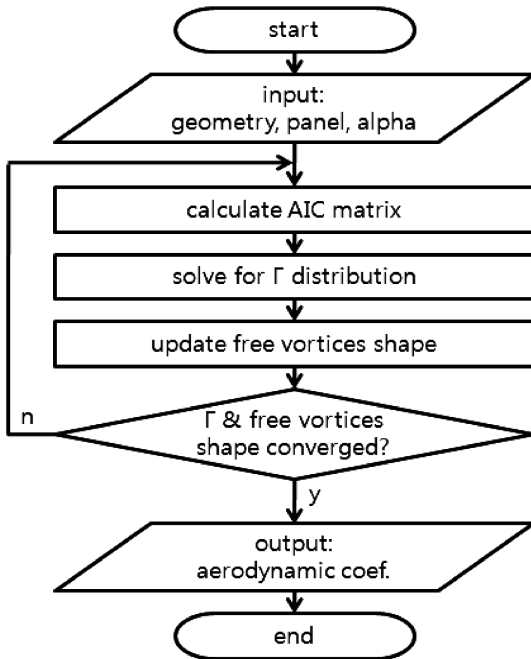 start
input:
geometry, panel, alpha
calculate AIC matrix
solve for Γ distribution
update free vortices shape
n
Γ & free vortices
shape converged?
y
output:
aerodynamic coef.
end